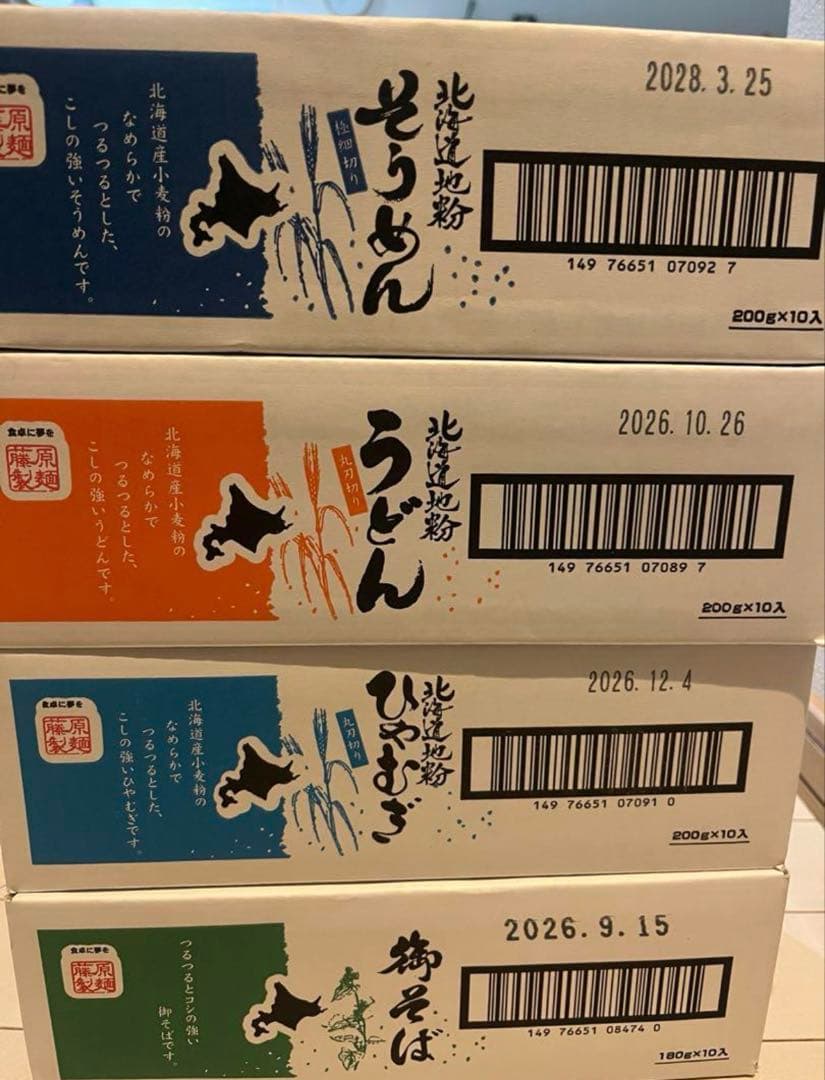 に夢を
原
麺
製
北海道産小麦粉の
なめらかで
つるつるとした、
こしの強いそうめんです。
極細切り
北海道地粉
そうめん
2028. 3. 25
149 76651 07092 7
200g×10入
食卓に夢を
藤原
製麺
北海道産小麦粉の
なめらかで
つるつるとした、
こしの強いうどんです。
丸刃切り
北海道地粉
うどん
2026. 10. 26
149 76651 07089 7
200g×10入
食卓に夢を
藤原
製麺
北海道産小麦粉の
なめらかで
つるつるとした、
こしの強いひやむぎです。
丸刃切り
北海道地粉
ひやむぎ
2026. 12. 4
149 76651 07091 0
200g×10入
食卓に夢を
藤原
製麺
つるつるとコシの強い
御そばです。
御そば
2026. 9. 15
149 76651 08474 0
180g×10入